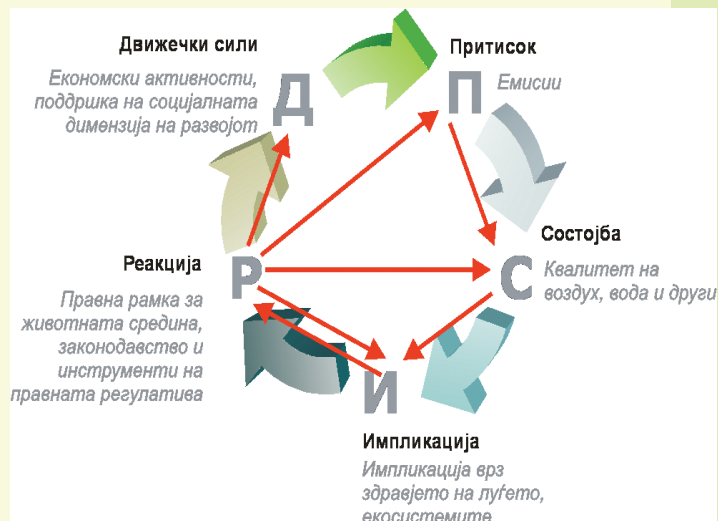 Движечки сили
Економски активности,
поддршка на социјалната
димензија на развојот
Д
Притисок
П
Емисии
Состојба
С
Квалитет на
воздух, вода и други
И
Импликација
Импликација врз
здравјето на луѓето,
екосистемите
Реакција
Р
Правна рамка за
животната средина,
законодавство и
инструменти на
правната регулатива